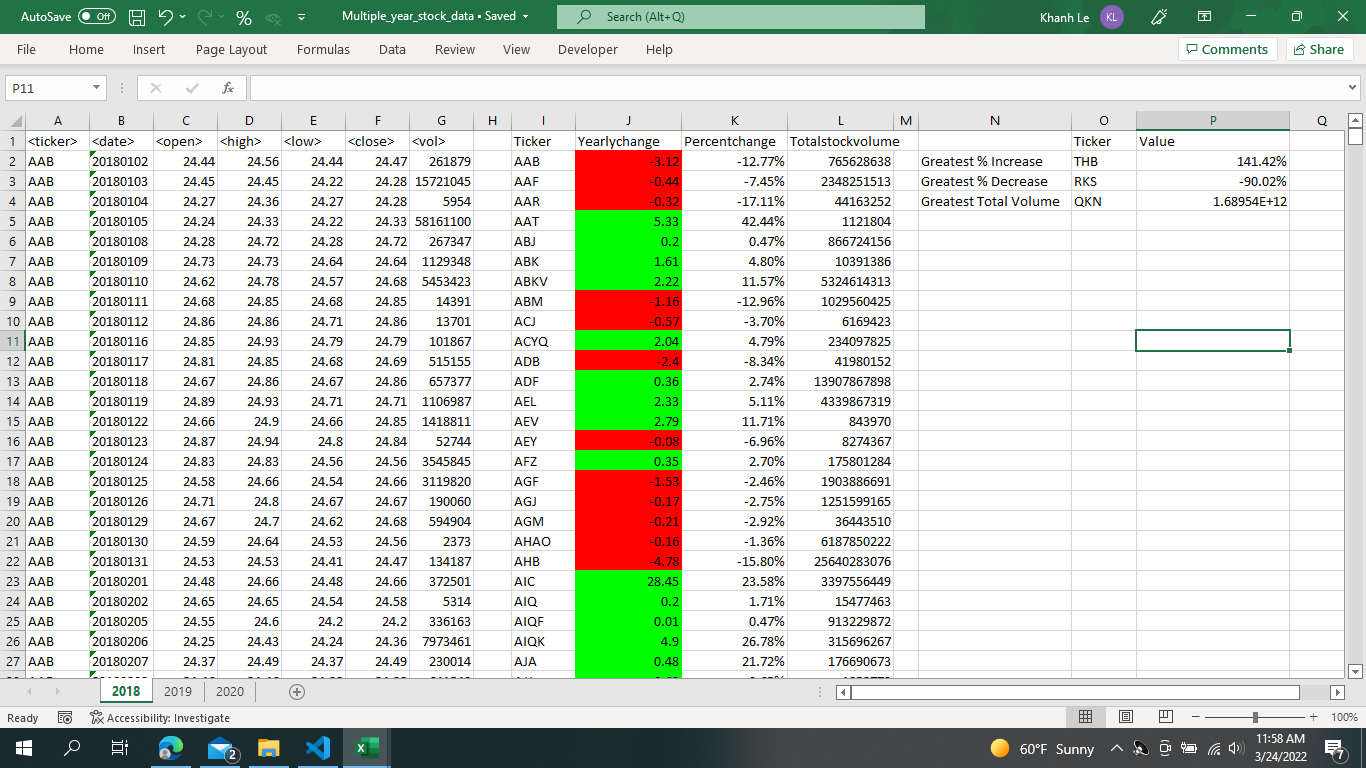 AutoSave Off Multiple_year_stock_data • Saved Search (Alt+Q) Khanh Le KL
File Home Insert Page Layout Formulas Data Review View Developer Help Comments Share
P11 fx
A B C D E F G H I J K L M N O P Q
1 <ticker> <date> <open> <high> <low> <close> <vol> Ticker Yearlychange Percentchange Totalstockvolume Ticker Value
2 AAB 20180102 24.44 24.56 24.44 24.47 261879 AAB -3.12 -12.77% 765628638 Greatest % Increase THB 141.42%
3 AAB 20180103 24.45 24.45 24.22 24.28 15721045 AAF -0.44 -7.45% 2348251513 Greatest % Decrease RKS -90.02%
4 AAB 20180104 24.27 24.36 24.27 24.28 5954 AAR -0.32 -17.11% 44163252 Greatest Total Volume QKN 1.68954E+12
5 AAB 20180105 24.24 24.33 24.22 24.33 58161100 AAT 5.33 42.44% 1121804
6 AAB 20180108 24.28 24.72 24.28 24.72 267347 ABJ 0.2 0.47% 866724156
7 AAB 20180109 24.73 24.73 24.64 24.64 1129348 ABK 1.61 4.80% 10391386
8 AAB 20180110 24.62 24.78 24.57 24.68 5453423 ABKV 2.22 11.57% 5324614313
9 AAB 20180111 24.68 24.85 24.68 24.85 14391 ABM -1.16 -12.96% 1029560425
10 AAB 20180112 24.86 24.86 24.71 24.86 13701 ACJ -0.57 -3.70% 6169423
11 AAB 20180116 24.85 24.93 24.79 24.79 101867 ACYQ 2.04 4.79% 234097825
12 AAB 20180117 24.81 24.85 24.68 24.69 515155 ADB -2.4 -8.34% 41980152
13 AAB 20180118 24.67 24.86 24.67 24.86 657377 ADF 0.36 2.74% 13907867898
14 AAB 20180119 24.89 24.93 24.71 24.71 1106987 AEL 2.33 5.11% 4339867319
15 AAB 20180122 24.66 24.9 24.66 24.85 1418811 AEV 2.79 11.71% 843970
16 AAB 20180123 24.87 24.94 24.8 24.84 52744 AEY -0.08 -6.96% 8274367
17 AAB 20180124 24.83 24.83 24.56 24.56 3545845 AFZ 0.35 2.70% 175801284
18 AAB 20180125 24.58 24.66 24.54 24.66 3119820 AGF -1.53 -2.46% 1903886691
19 AAB 20180126 24.71 24.8 24.67 24.67 190060 AGJ -0.17 -2.75% 1251599165
20 AAB 20180129 24.67 24.7 24.62 24.68 594904 AGM -0.21 -2.92% 36443510
21 AAB 20180130 24.59 24.64 24.53 24.56 2373 AHAO -0.16 -1.36% 6187850222
22 AAB 20180131 24.53 24.53 24.41 24.47 134187 AHB -4.78 -15.80% 25640283076
23 AAB 20180201 24.48 24.66 24.48 24.66 372501 AIC 28.45 23.58% 3397556449
24 AAB 20180202 24.65 24.65 24.54 24.58 5314 AIQ 0.2 1.71% 15477463
25 AAB 20180205 24.55 24.6 24.2 24.2 336163 AIQF 0.01 0.47% 913229872
26 AAB 20180206 24.25 24.43 24.24 24.36 7973461 AIQK 4.9 26.78% 315696267
27 AAB 20180207 24.37 24.49 24.37 24.49 230014 AJA 0.48 21.72% 176690673
2018 2019 2020
Ready Accessibility: Investigate 100%
2 60°F Sunny 11:58 AM 7
3/24/2022